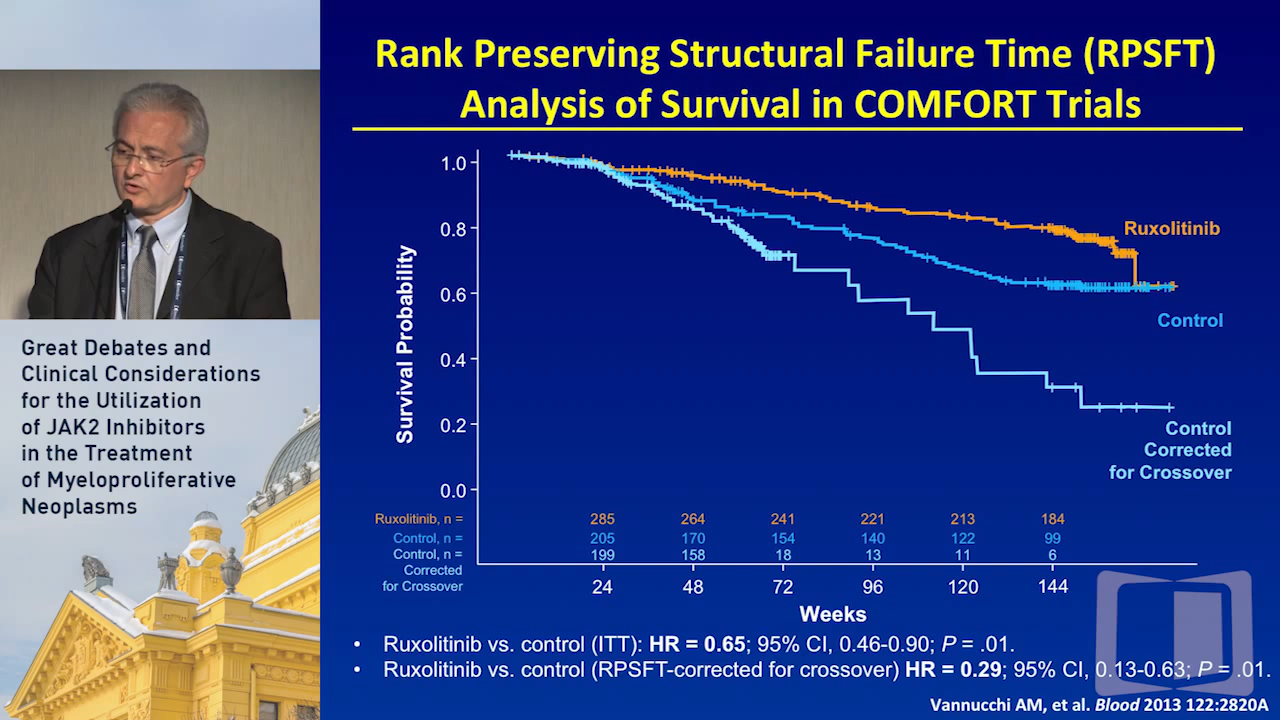 Rank Preserving Structural Failure Time (RPSFT)
Analysis of Survival in COMFORT Trials
Great Debates and
Clinical Considerations
for the Utilization
of JAK2 Inhibitors
in the Treatment
of Myeloproliferative
Neoplasms
Survival Probability
1.0
0.8
0.6
0.4
0.2
0.0
Ruxolitinib
Control
Control
Corrected
for Crossover
Ruxolitinib, n = 285 264 241 221 213 184
Control, n = 205 170 154 140 122 99
Control, n = 199 158 18 13 11 6
Corrected
for Crossover
24 48 72 96 120 144
Weeks
• Ruxolitinib vs. control (ITT): HR = 0.65; 95% CI, 0.46-0.90; P = .01.
• Ruxolitinib vs. control (RPSFT-corrected for crossover) HR = 0.29; 95% CI, 0.13-0.63; P = .01.
Vannucchi AM, et al. Blood 2013 122:2820A